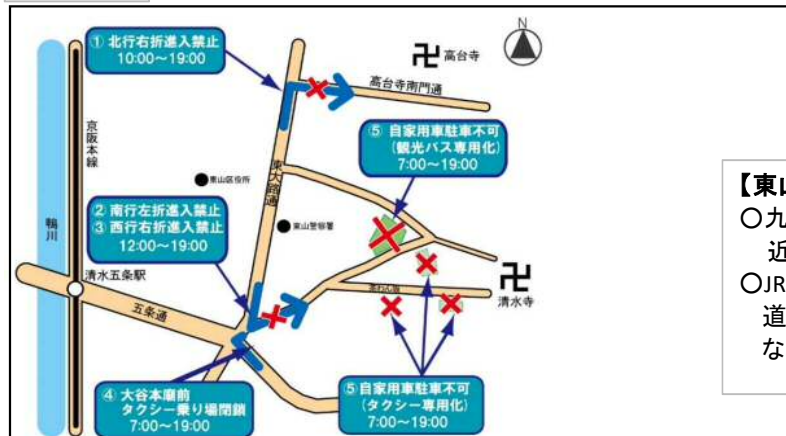 ① 北行右折進入禁止
10:00～19:00
N
卍 高台寺
高台寺南門通
京阪本線
⑤ 自家用車駐車不可
(観光バス専用化)
7:00～19:00
東大路通
●東山区役所
② 南行左折進入禁止
③ 西行右折進入禁止
12:00～19:00
●東山警察署
鴨川
清水五条駅
五条通
卍
清水寺
④ 大谷本廟前
タクシー乗り場閉鎖
7:00～19:00
⑤ 自家用車駐車不可
(タクシー専用化)
7:00～19:00
【東山
〇九
近
〇JR
道
な